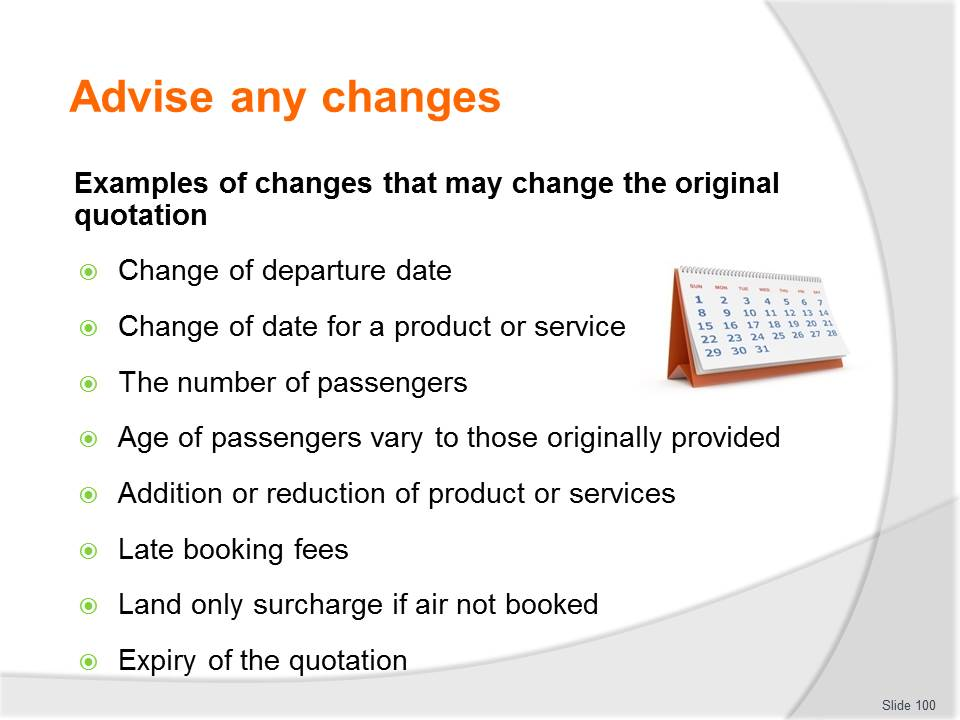 Advise any changes
Examples of changes that may change the original
quotation
Change of departure date
Change of date for a product or service
SUN MON TUE WED THU FRI SAT
1 2 3 4 5 6 7
8 9 10 11 12 13 14
15 16 17 18 19 20 21
22 23 24 25 26 27 28
29 30 31
The number of passengers
Age of passengers vary to those originally provided
Addition or reduction of product or services
Late booking fees
Land only surcharge if air not booked
Expiry of the quotation
Slide 100